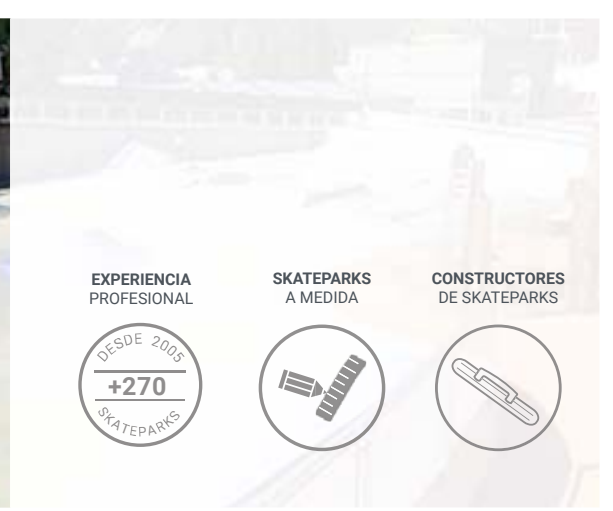 EXPERIENCIA
PROFESIONAL
DESDE 2005
+270
SKATEPARKS
SKATEPARKS
A MEDIDA
CONSTRUCTORES
DE SKATEPARKS